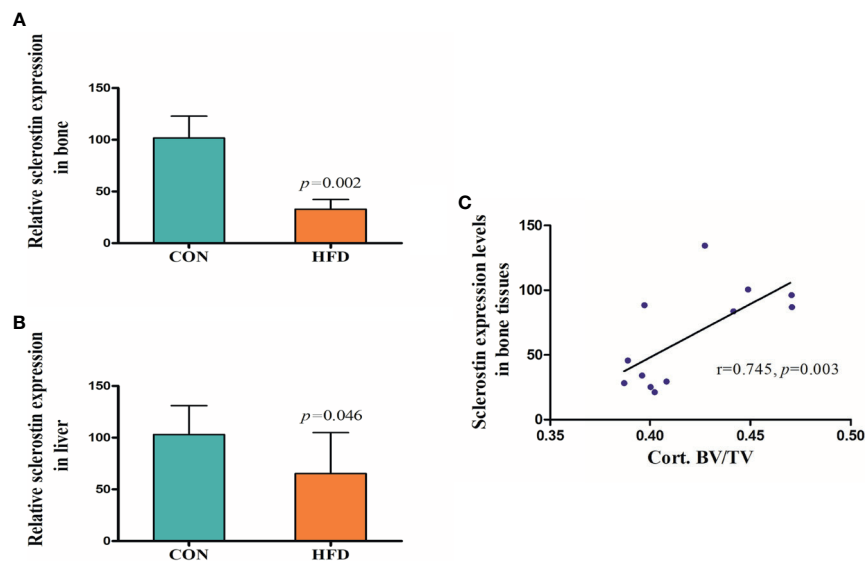 A
Relative sclerostin expression
in bone
150
100
50
0
p=0.002
CON
HFD
B
Relative sclerostin expression
in liver
150
100
50
0
p=0.046
CON
HFD
C
Sclerostin expression levels
in bone tissues
150
100
50
0
r=0.745, p=0.003
0.35
0.40
0.45
0.50
Cort. BV/TV